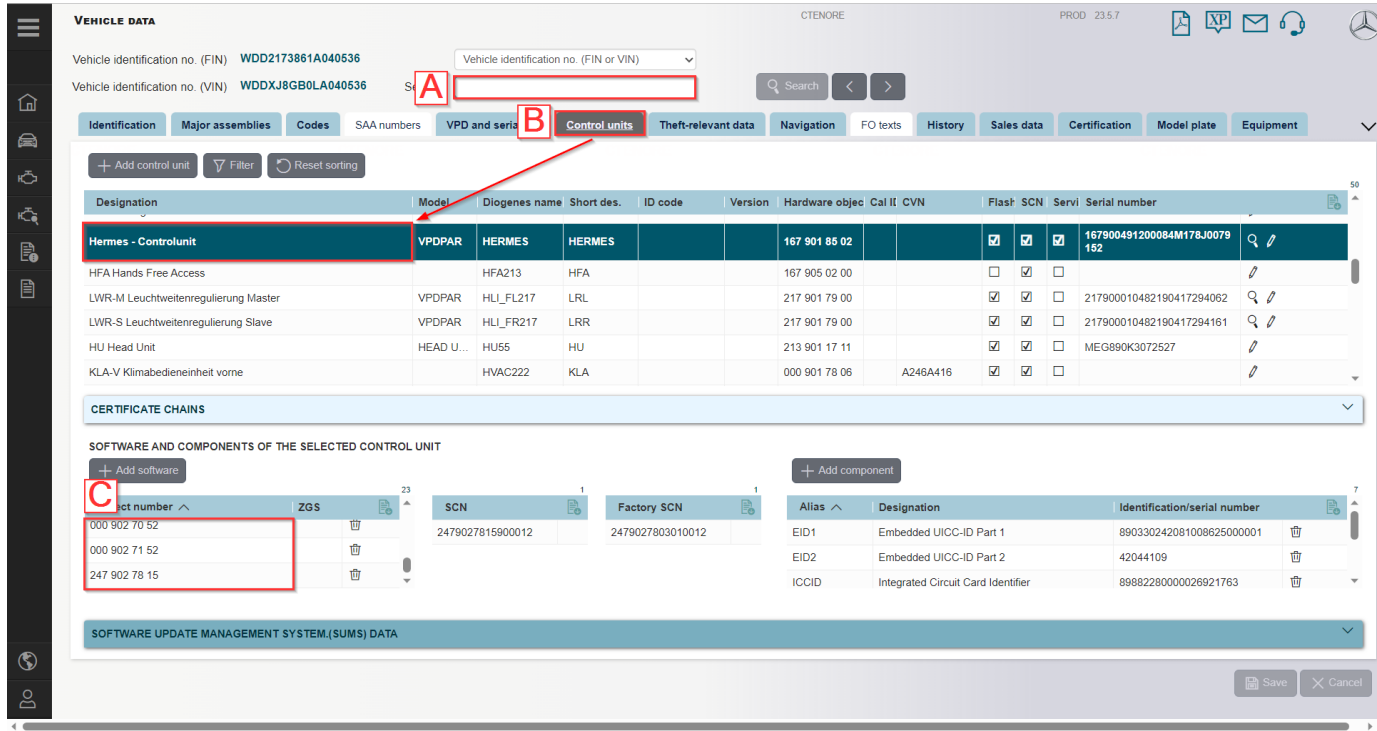 VEHICLE DATA
CTENORE
PROD 23.5.7
XP
Vehicle identification no. (FIN) WDD2173861A040536
Vehicle identification no. (FIN or VIN)
Vehicle identification no. (VIN) WDDXJ8GB0LA040536
A
Search
B
Identification Major assemblies Codes SAA numbers VPD and Control units Theft-relevant data Navigation FO texts History Sales data Certification Model plate Equipment
Add control unit Filter Reset sorting
50
Designation Model Diogenes name Short des. ID code Version Hardware objec Cal CVN Flash SCN Servi Serial number
Hermes - Controlunit VPDPAR HERMES HERMES 167 901 85 02 167900491200084M178J0079
152
HFA Hands Free Access HFA213 HFA 167 905 02 00
LWR-M Leuchtweitenregulierung Master VPDPAR HLI_FL217 LRL 217 901 79 00 217900010482190417294062
LWR-S Leuchtweitenregulierung Slave VPDPAR HLI_FR217 LRR 217 901 79 00 217900010482190417294161
HU Head Unit HEAD U... HU55 HU 213 901 17 11 MEG890K3072527
KLA-V Klimabedieneinheit vorne HVAC222 KLA 000 901 78 06 A246A416
CERTIFICATE CHAINS
SOFTWARE AND COMPONENTS OF THE SELECTED CONTROL UNIT
Add software
Add component
C
23
1
1
7
ect number ZGS
SCN
Factory SCN
Alias Designation Identification/serial number
000 902 70 52
000 902 71 52
247 902 78 15
2479027815900012
2479027803010012
EID1 Embedded UICC-ID Part 1 89033024208100862500​0001
EID2 Embedded UICC-ID Part 2 42044109
ICCID Integrated Circuit Card Identifier 89882280000026921763
SOFTWARE UPDATE MANAGEMENT SYSTEM.(SUMS) DATA
Save Cancel